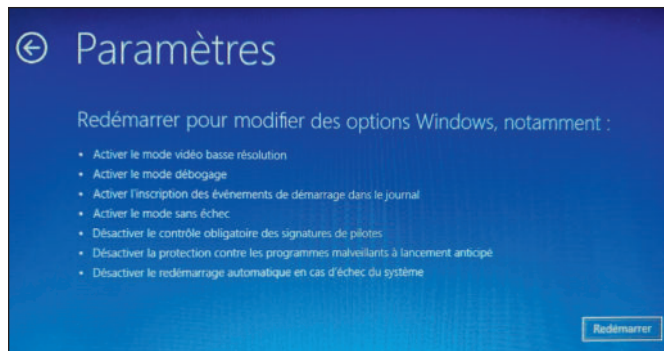 Paramètres
Redémarrer pour modifier des options Windows, notamment :
• Activer le mode vidéo basse résolution
• Activer le mode débogage
• Activer l'inscription des événements de démarrage dans le journal
• Activer le mode sans échec
• Désactiver le contrôle obligatoire des signatures de pilotes
• Désactiver la protection contre les programmes malveillants à lancement anticipé
• Désactiver le redémarrage automatique en cas d'échec du système
Redémarrer